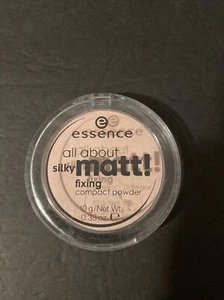 essence
all about
silky matt!
fixing
compact powder
10 g / Net Wt.
0.35 oz. ℮